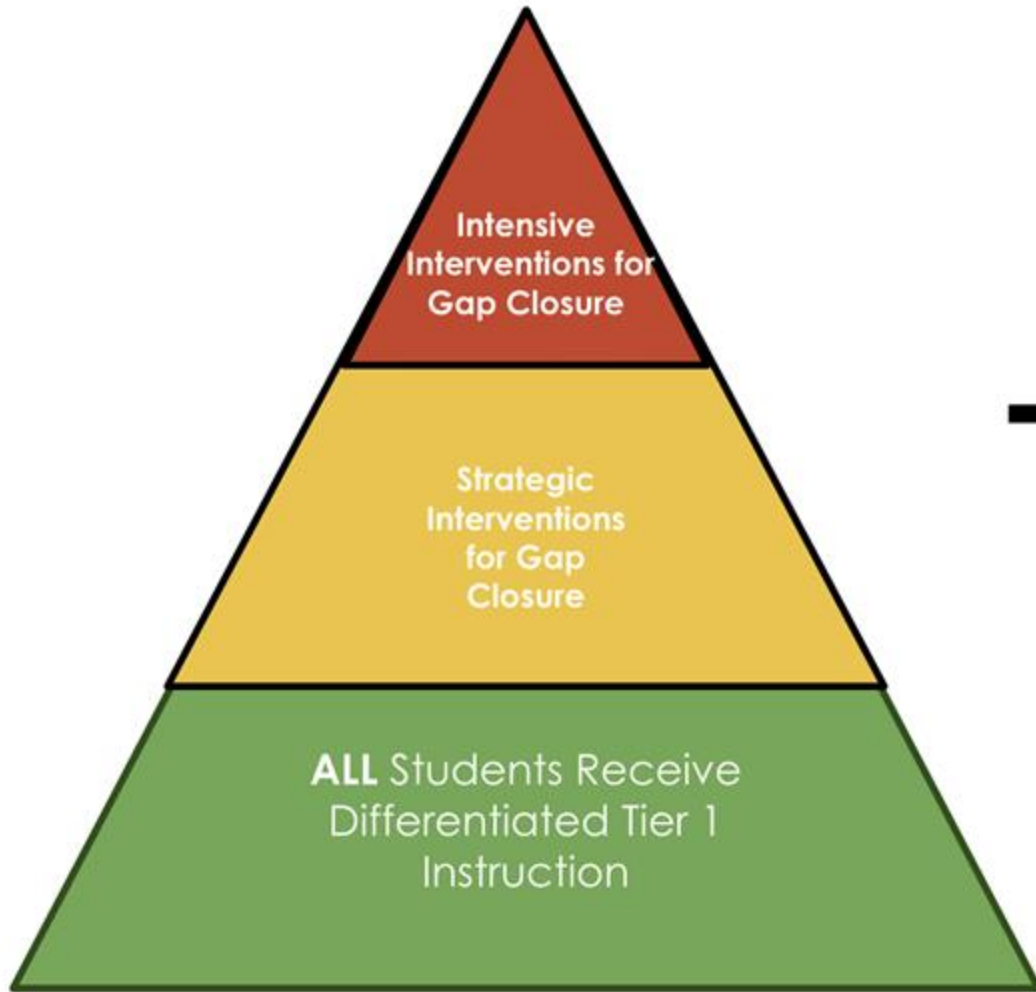 Intensive
Interventions for
Gap Closure
Strategic
Interventions
for Gap
Closure
ALL Students Receive
Differentiated Tier 1
Instruction